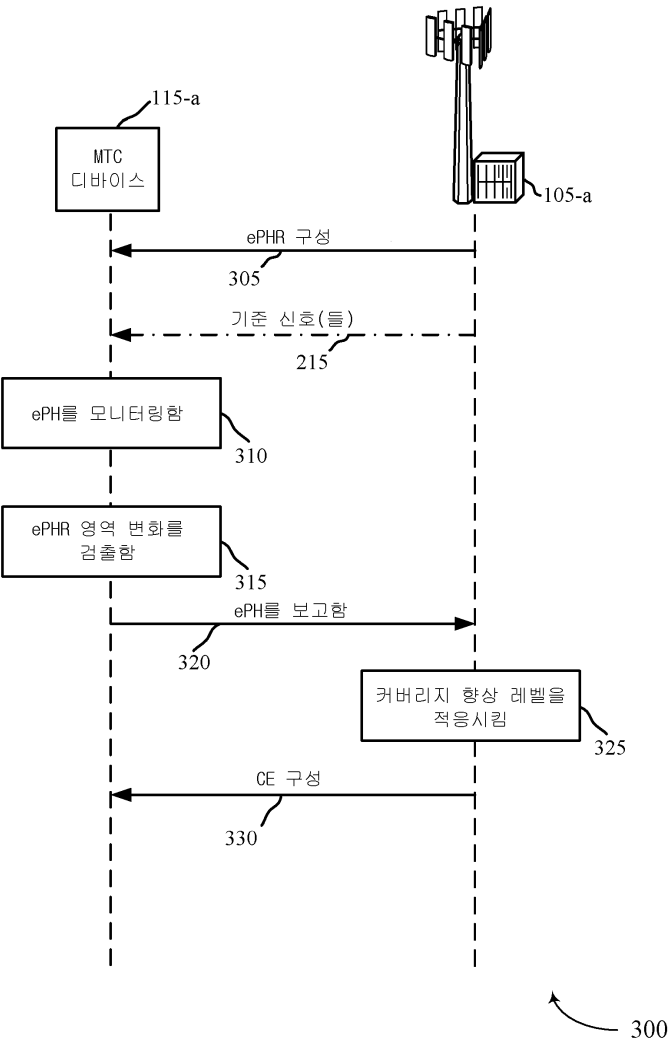 115-a
MTC
디바이스
105-a
ePHR 구성
305
기준 신호(들)
215
ePH를 모니터링함
310
ePHR 영역 변화를
검출함
315
ePH를 보고함
320
커버리지 향상 레벨을
적응시킴
325
CE 구성
330
300